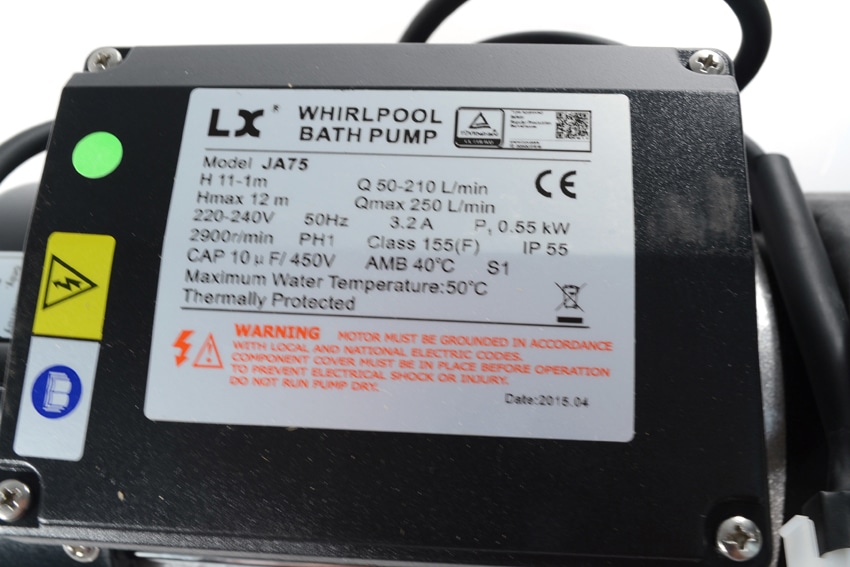 LX ®
WHIRLPOOL
BATH PUMP
Model JA75
H 11-1m Q 50-210 L/min
Hmax 12 m Qmax 250 L/min
CE
220-240V 50Hz 3.2 A P, 0.55 kW
2900r/min PH1 Class 155(F) IP 55
CAP 10 µF/ 450V AMB 40°C S1
Maximum Water Temperature:50°C
Thermally Protected
WARNING MOTOR MUST BE GROUNDED IN ACCORDANCE
WITH LOCAL AND NATIONAL ELECTRIC CODES.
COMPONENT COVER MUST BE IN PLACE BEFORE OPERATION
TO PREVENT ELECTRICAL SHOCK OR INJURY.
DO NOT RUN PUMP DRY.
Date:2015.04